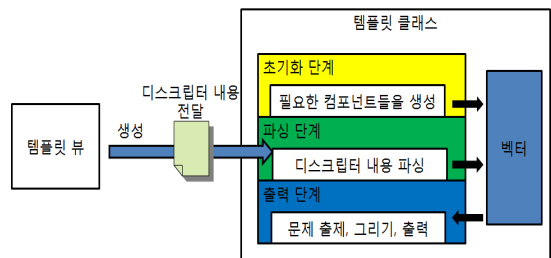 템플릿 클래스
초기화 단계
필요한 컴포넌트들을 생성
디스크립터 내용
전달
생성
템플릿 뷰
파싱 단계
디스크립터 내용 파싱
벡터
출력 단계
문제 출제, 그리기, 출력